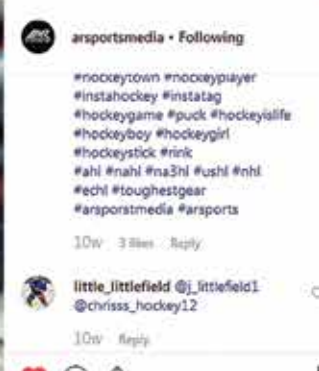 arsportsmedia • Following
#hockeytown #hockeyplayer
#instahockey #instatag
#hockeygame #puck #hockeyislife
#hockeyboy #hockeygirl
#hockeystick #rink
#ahl #nahl #na3hl #ushl #nhl
#echl #toughestgear
#arsporstmedia #arsports
10w 3 likes Reply
little_littlefield @j_littlefield1
@chrisss_hockey12
10w Reply